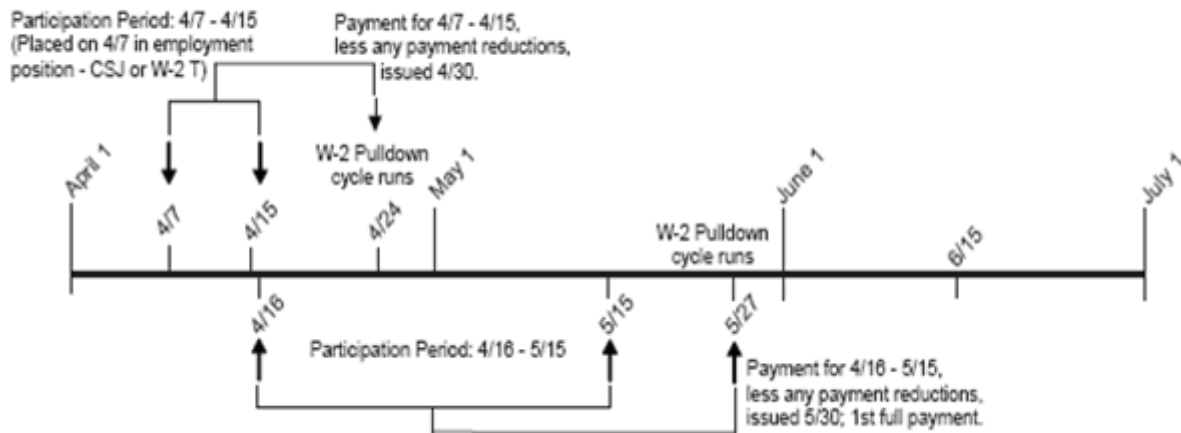 Participation Period: 4/7 - 4/15
(Placed on 4/7 in employment
position - CSJ or W-2 T)
Payment for 4/7 - 4/15,
less any payment reductions,
issued 4/30.
W-2 Pulldown
cycle runs
April 1
4/7
4/15
4/24
May 1
W-2 Pulldown
cycle runs
June 1
6/15
July 1
4/16
5/15
5/27
Participation Period: 4/16 - 5/15
Payment for 4/16 - 5/15,
less any payment reductions,
issued 5/30; 1st full payment.